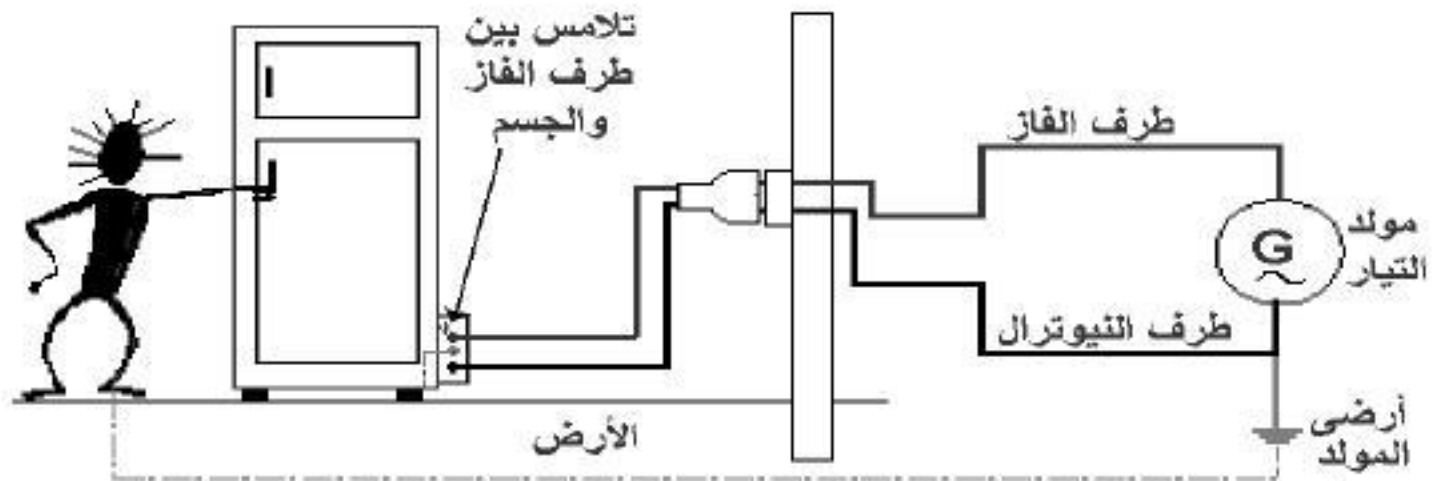 تلامس بين
طرف الفاز
والجسم
طرف الفاز
مولد
التيار
G
طرف النيوترال
أرضى
المولد
الأرض